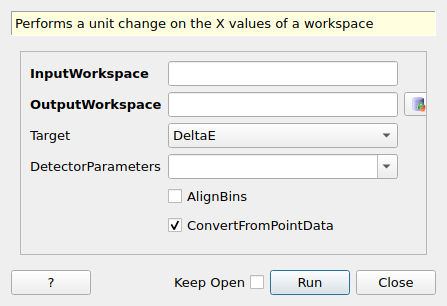 Performs a unit change on the X values of a workspace
InputWorkspace
OutputWorkspace
Target DeltaE
DetectorParameters
AlignBins
ConvertFromPointData
? Keep Open Run Close